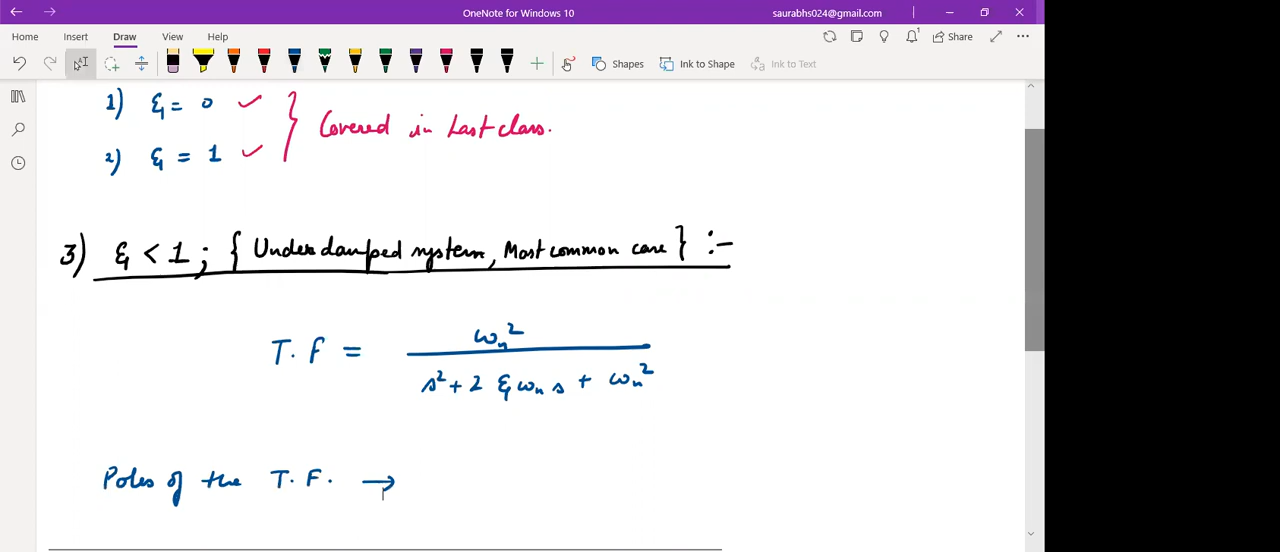 OneNote for Windows 10
saurabhs024@gmail.com
Home Insert Draw View Help
Share
Shapes Ink to Shape Ink to Text
1) ξ = 0 ✓
} Covered in Last class.
2) ξ = 1 ✓
3) ξ < 1 ; { Underdamped system, Most common case } :-
T.F = ωn²
s² + 2 ξ ωn s + ωn²
Poles of the T.F. →